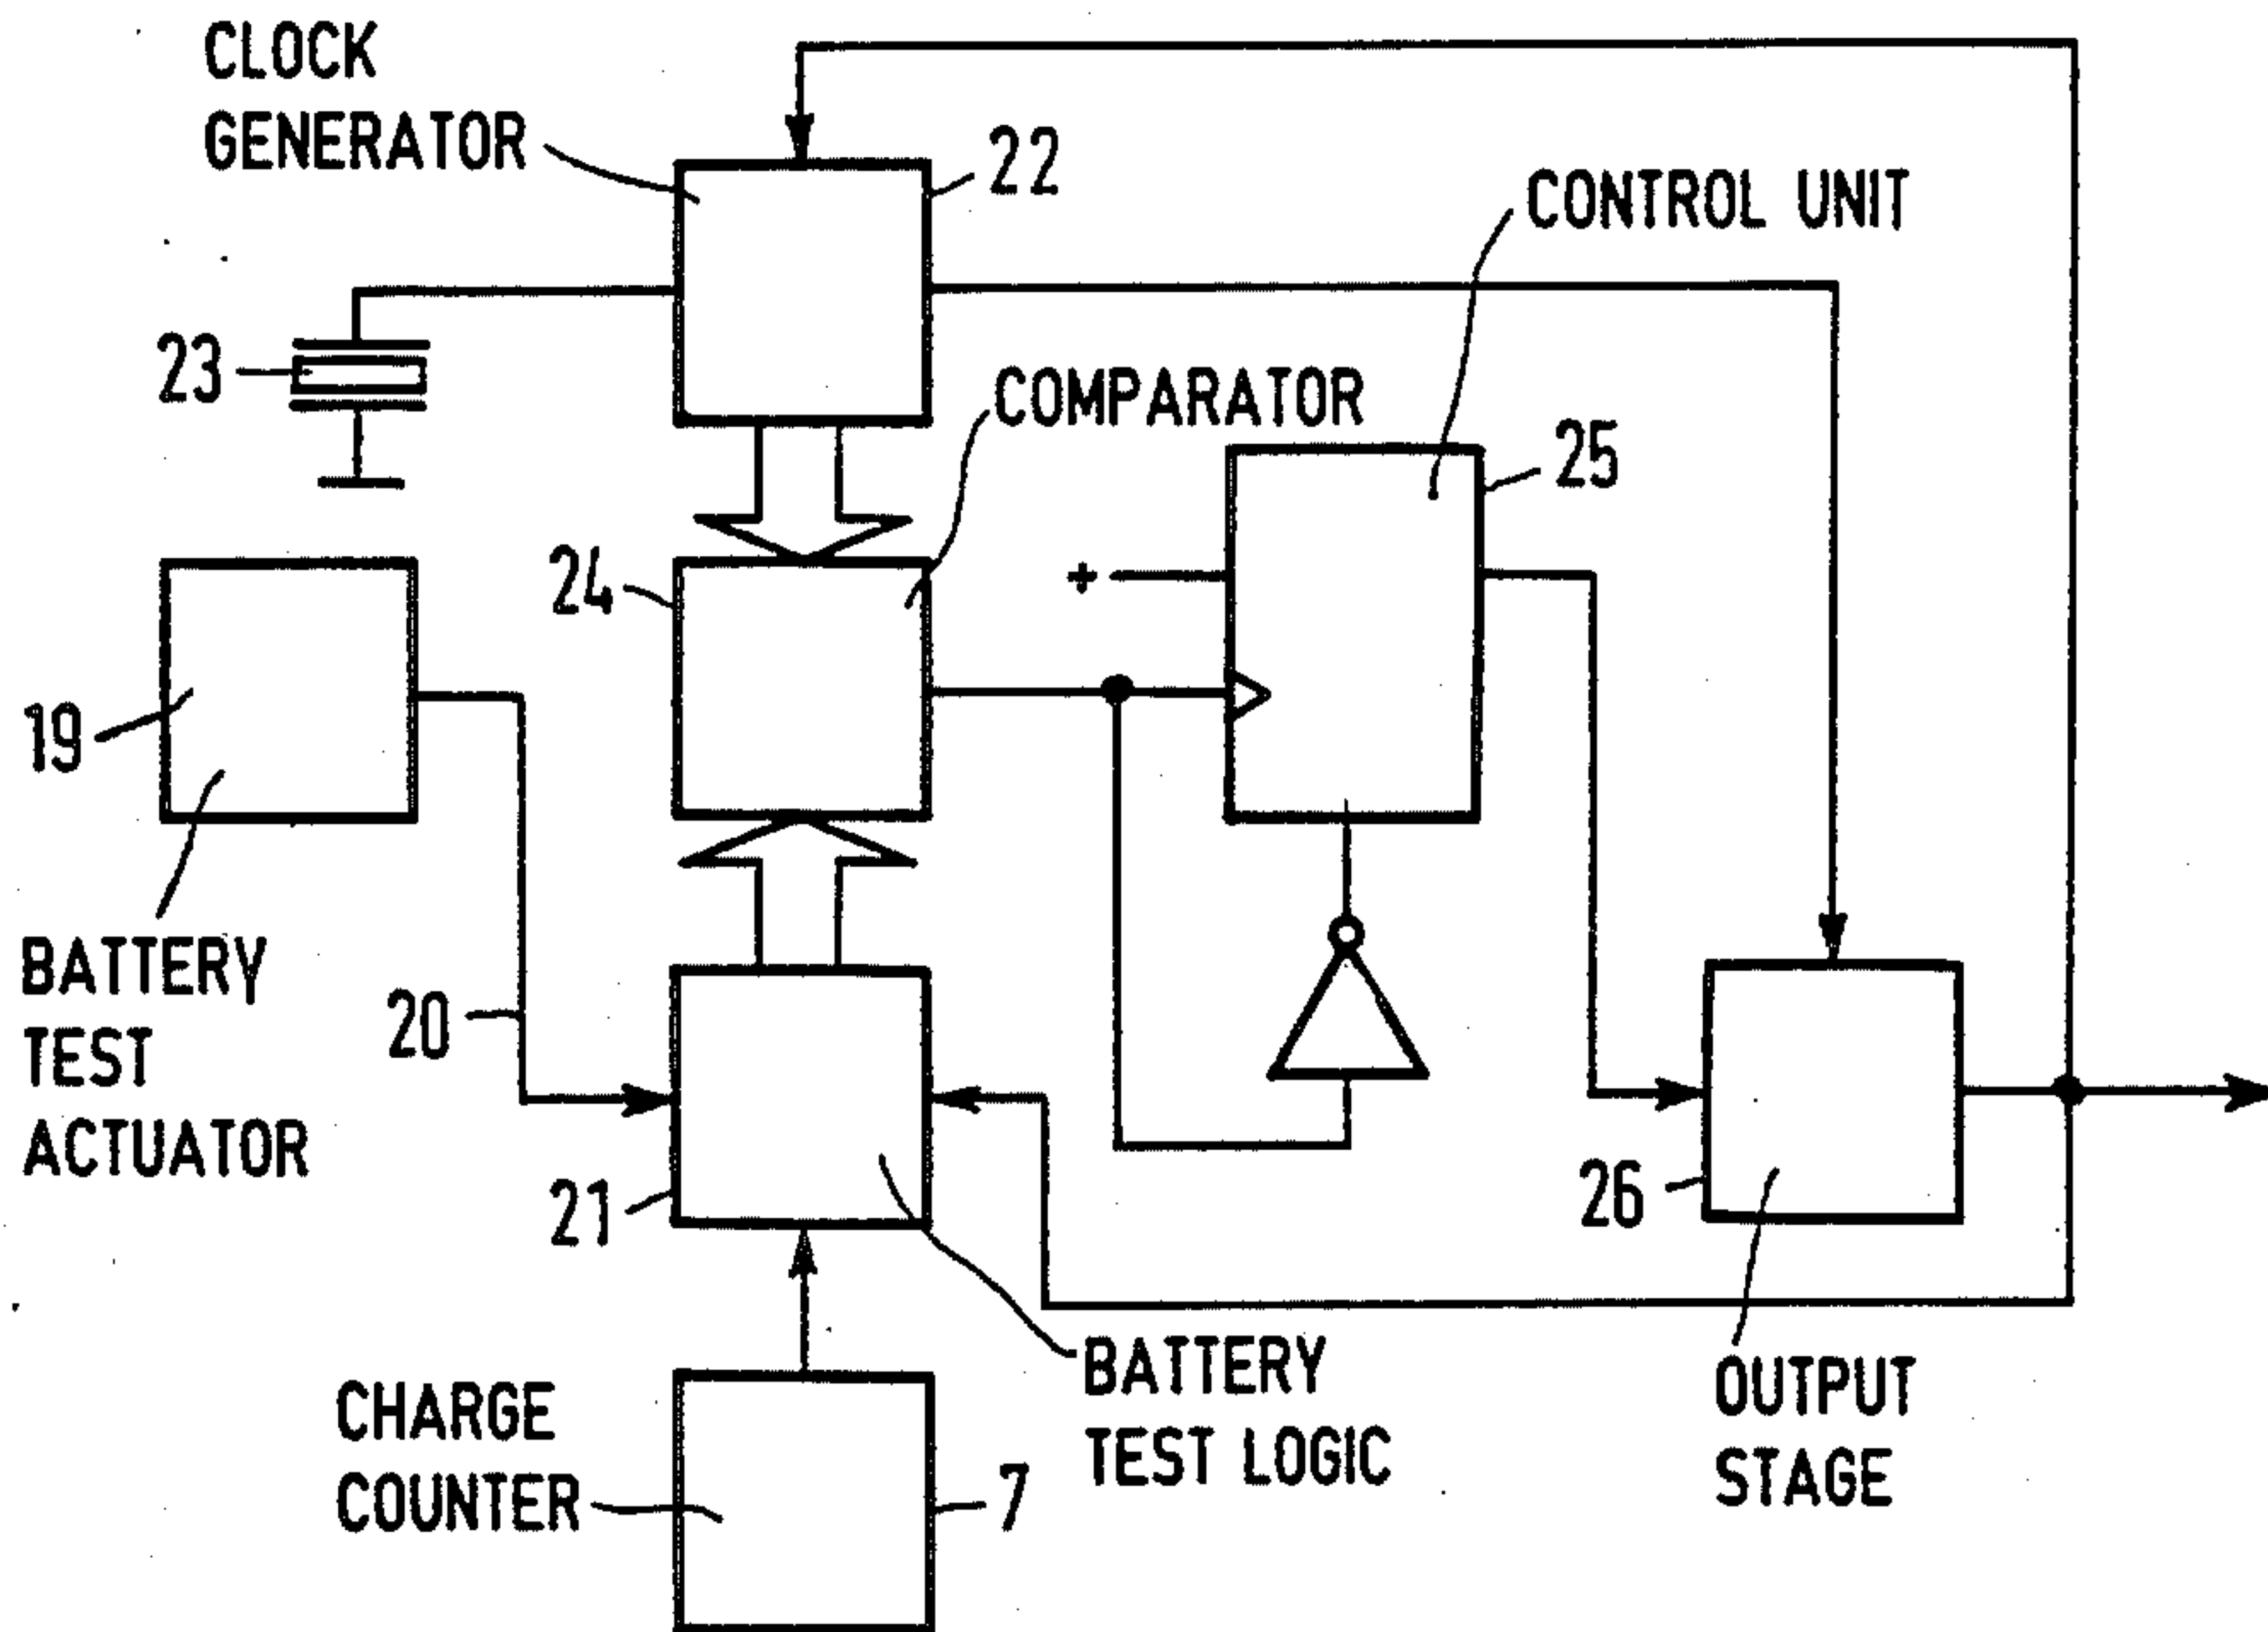 CLOCK
GENERATOR
22
CONTROL UNIT
23
COMPARATOR
25
24
+
19
BATTERY
TEST
ACTUATOR
20
21
26
BATTERY
TEST LOGIC
OUTPUT
STAGE
CHARGE
COUNTER
7